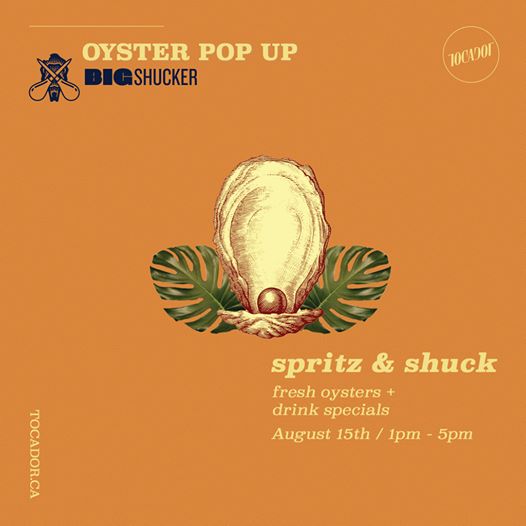 OYSTER POP UP
BIGSHUCKER
TOCADOR
spritz & shuck
fresh oysters +
drink specials
August 15th / 1pm - 5pm
TOCADOR.CA